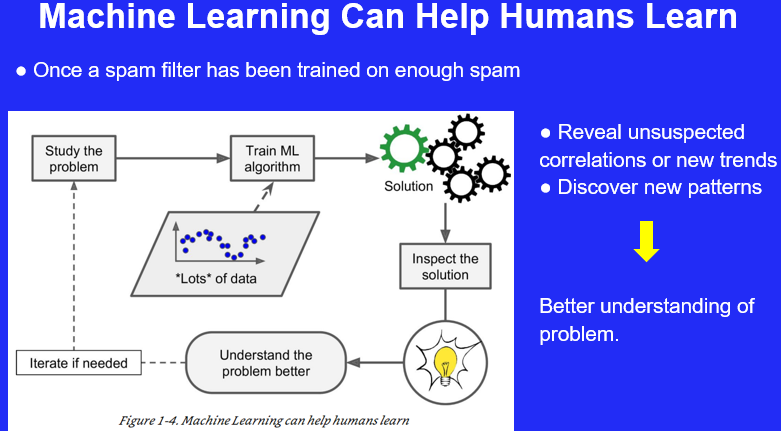 Machine Learning Can Help Humans Learn
● Once a spam filter has been trained on enough spam
Study the
problem
Train ML
algorithm
Solution
*Lots* of data
Inspect the
solution
Understand the
problem better
Iterate if needed
Figure 1-4. Machine Learning can help humans learn
● Reveal unsuspected
correlations or new trends
● Discover new patterns
Better understanding of
problem.